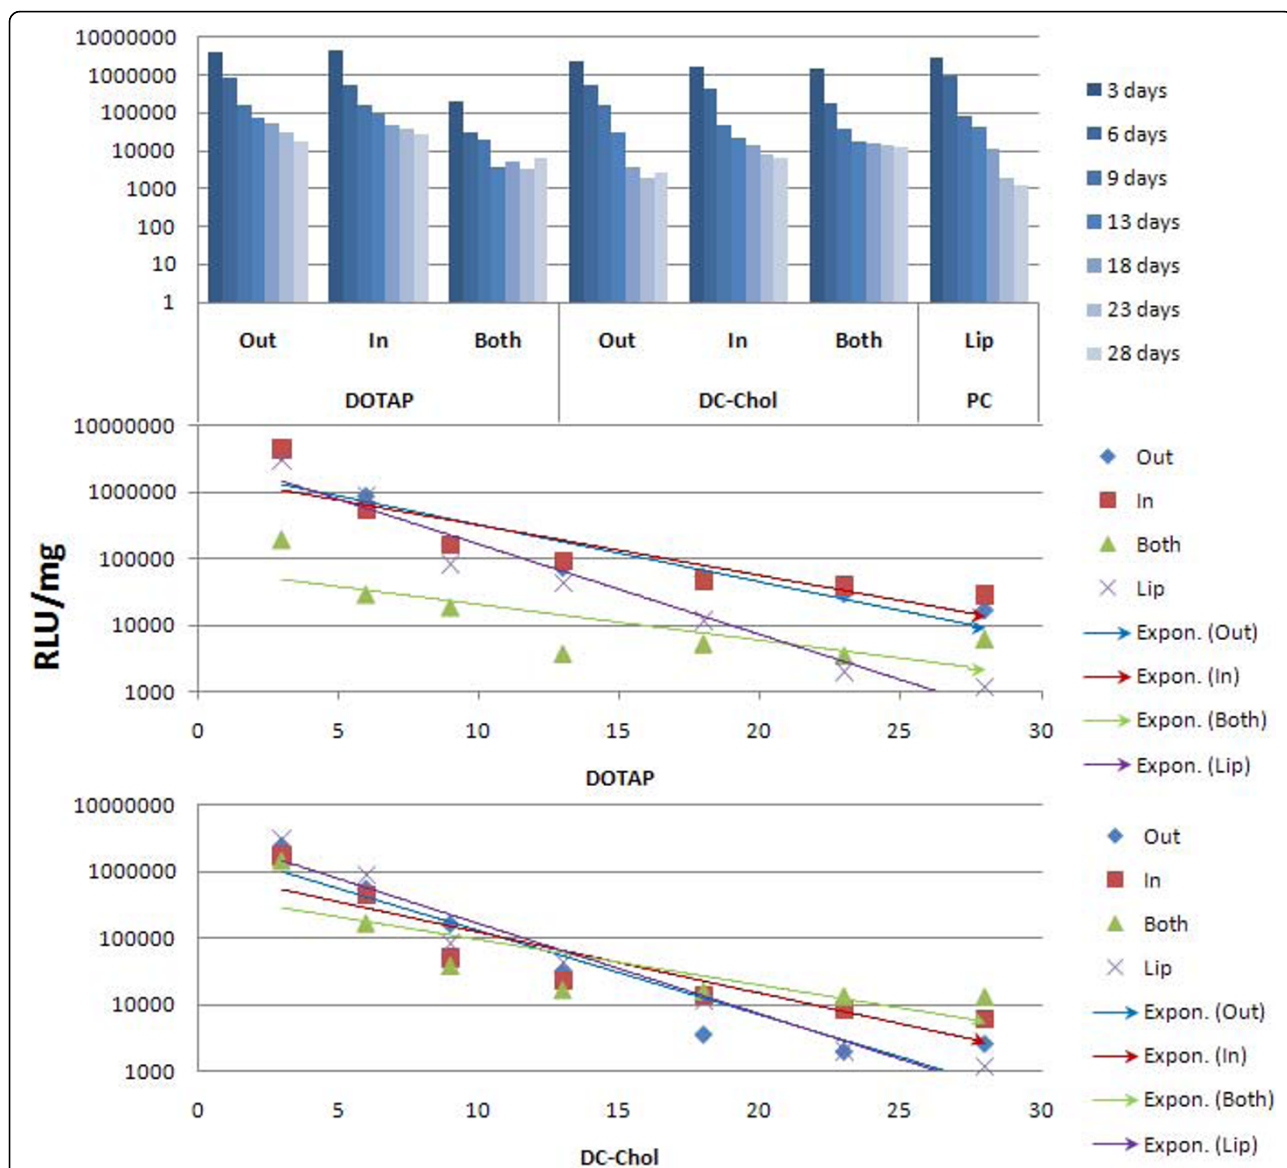 10000000
1000000
100000
10000
1000
100
10
1
3 days
6 days
9 days
13 days
18 days
23 days
28 days
Out In Both Out In Both Lip
DOTAP DC-Chol PC
RLU/mg
10000000
1000000
100000
10000
1000
0 5 10 15 20 25 30
DOTAP
Out
In
Both
Lip
Expon. (Out)
Expon. (In)
Expon. (Both)
Expon. (Lip)
10000000
1000000
100000
10000
1000
0 5 10 15 20 25 30
DC-Chol
Out
In
Both
Lip
Expon. (Out)
Expon. (In)
Expon. (Both)
Expon. (Lip)